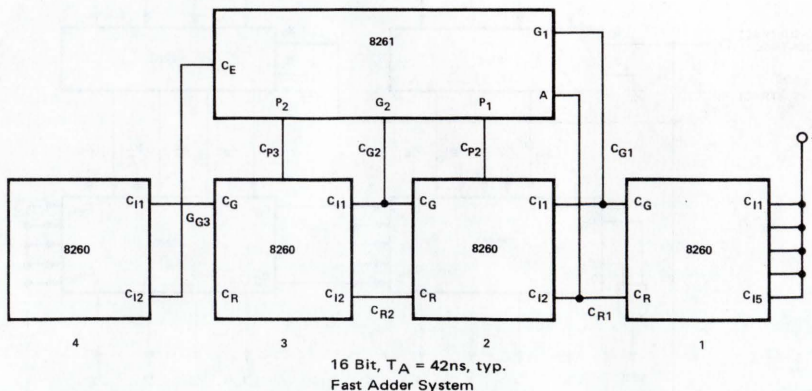 8261
G1
CE
A
P2
G2
P1
CP3
CG2
CP2
CG1
CI1
GG3
CG
CI1
CG
CI1
CG
CI1
8260
8260
8260
8260
CI2
CR
CI2
CR2
CR
CI2
CR1
CR
CI5
4
3
2
1
16 Bit, TA = 42ns, typ.
Fast Adder System